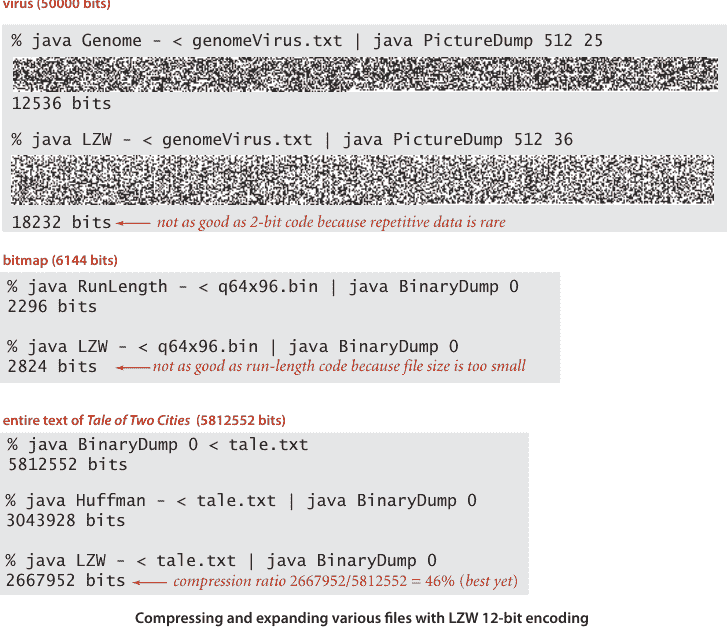 virus (50000 bits)
% java Genome - < genomeVirus.txt | java PictureDump 512 25
12536 bits
% java LZW - < genomeVirus.txt | java PictureDump 512 36
18232 bits not as good as 2-bit code because repetitive data is rare
bitmap (6144 bits)
% java RunLength - < q64x96.bin | java BinaryDump 0
2296 bits
% java LZW - < q64x96.bin | java BinaryDump 0
2824 bits not as good as run-length code because file size is too small
entire text of Tale of Two Cities (5812552 bits)
% java BinaryDump 0 < tale.txt
5812552 bits
% java Huffman - < tale.txt | java BinaryDump 0
3043928 bits
% java LZW - < tale.txt | java BinaryDump 0
2667952 bits compression ratio 2667952/5812552 = 46% (best yet)
Compressing and expanding various files with LZW 12-bit encoding